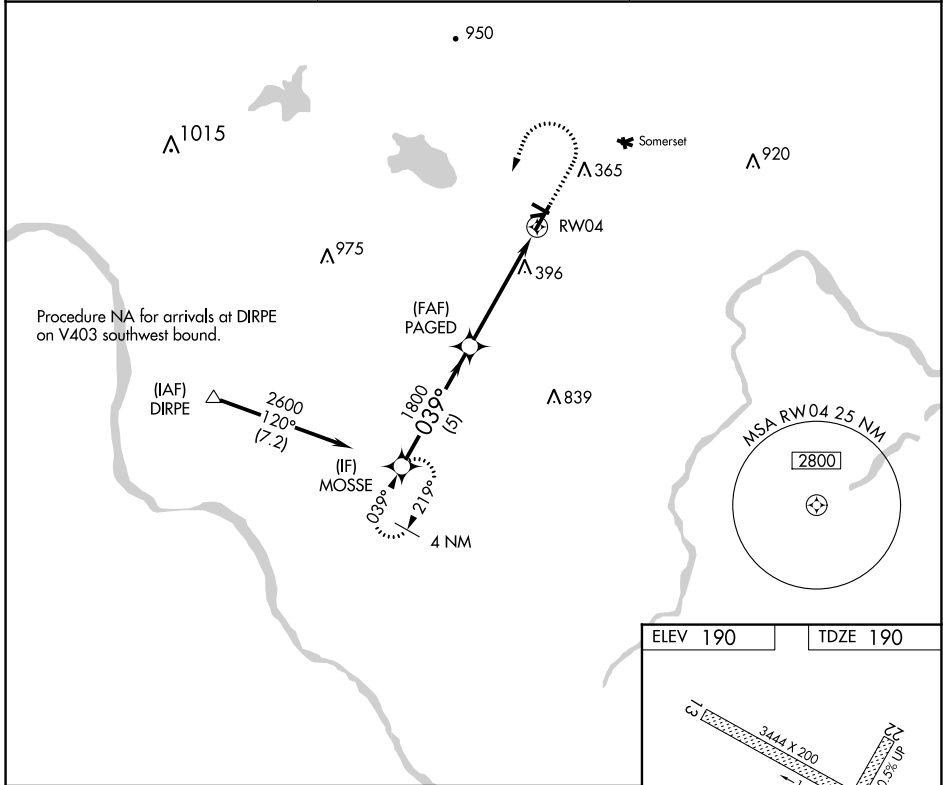 950
1015
Somerset
920
365
RW04
975
396
(FAF)
PAGED
Procedure NA for arrivals at DIRPE
on V403 southwest bound.
(IAF)
DIRPE
2600
120°
(7.2)
1800
039°
(5)
839
MSA RW04 25 NM
2800
(IF)
MOSSE
039°
219°
4 NM
ELEV 190
TDZE 190
13
3444 X 200
22
0.5% UP